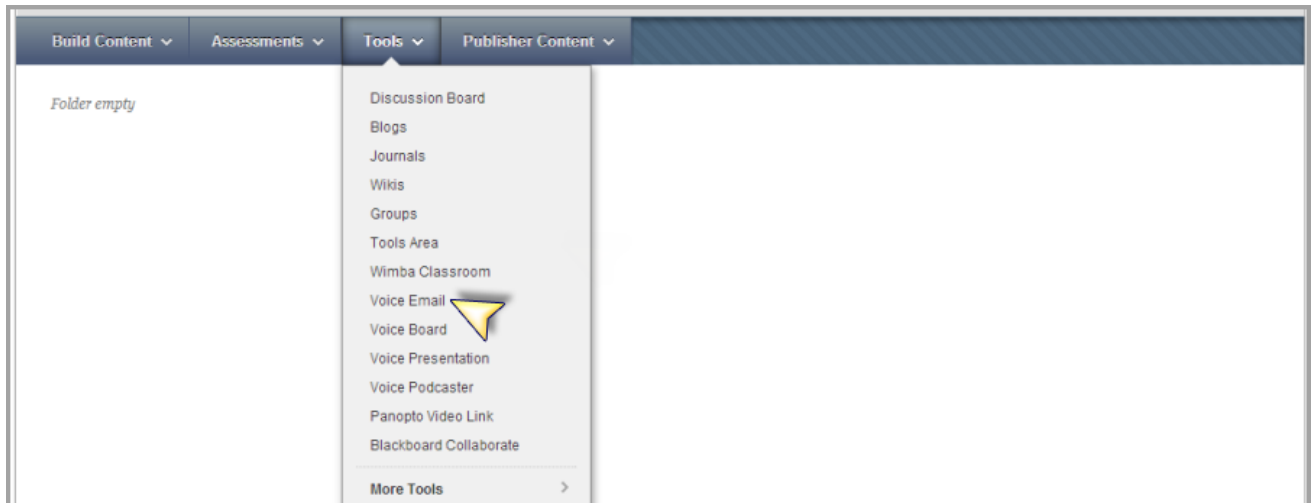 Build Content Assessments Tools Publisher Content
Folder empty
Discussion Board
Blogs
Journals
Wikis
Groups
Tools Area
Wimba Classroom
Voice Email
Voice Board
Voice Presentation
Voice Podcaster
Panopto Video Link
Blackboard Collaborate
More Tools